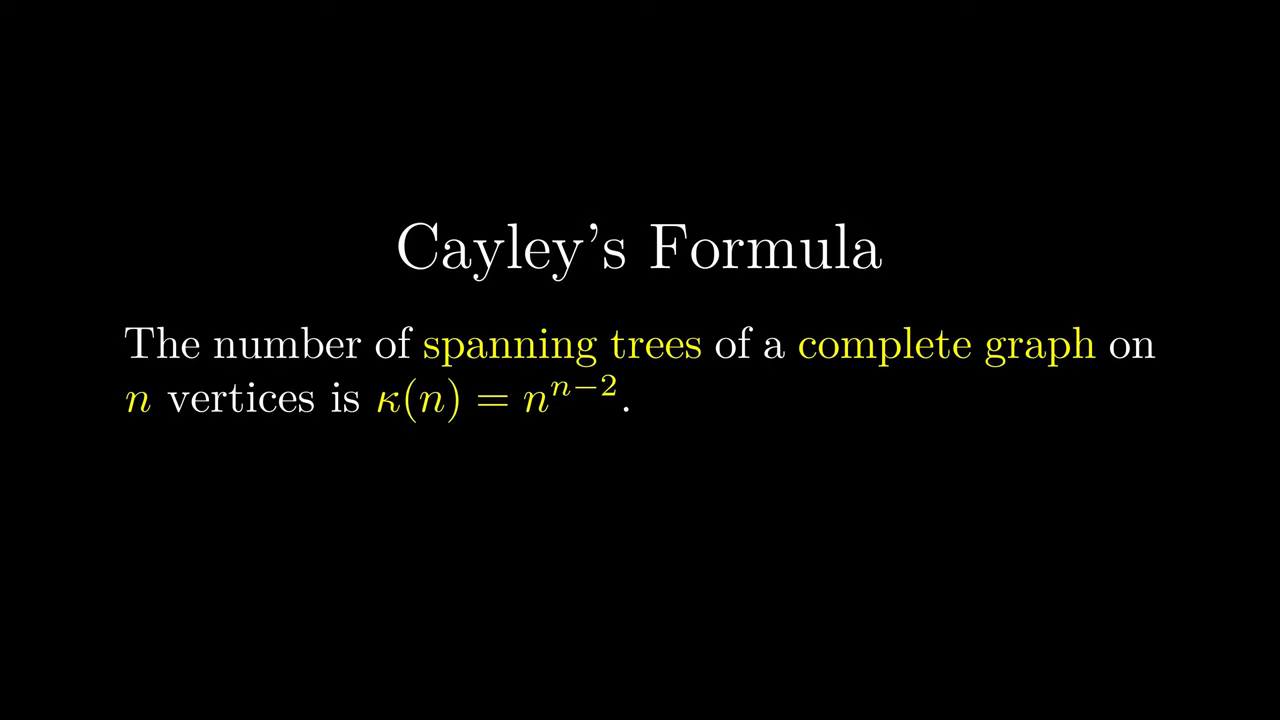 Cayley’s Formula
The number of spanning trees of a complete graph on
n vertices is κ(n) = n^{n−2}.